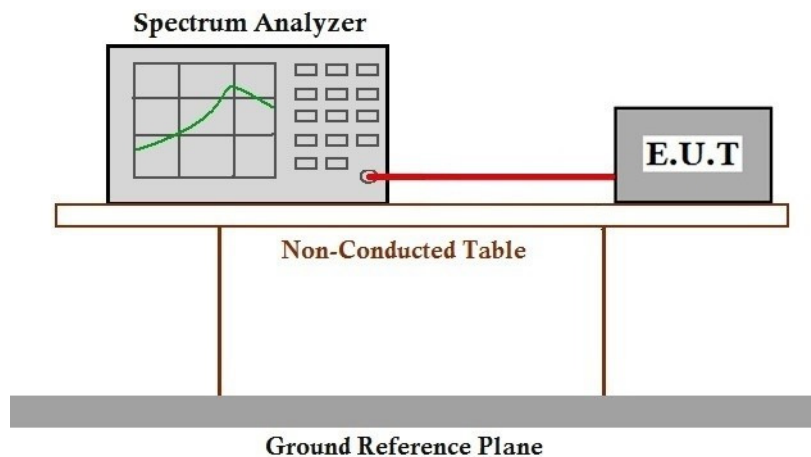 Spectrum Analyzer
E.U.T
Non-Conducted Table
Ground Reference Plane